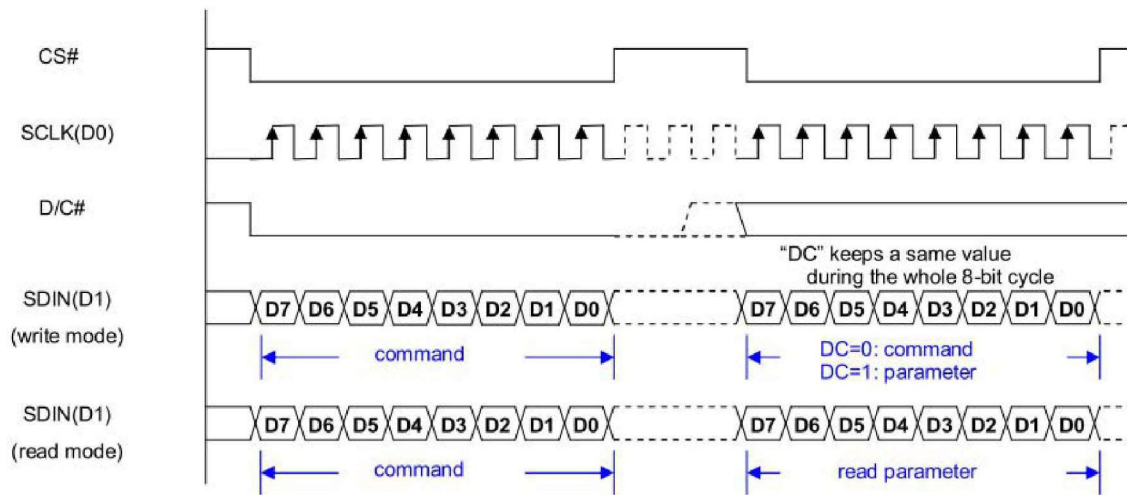 CS#
SCLK(D0)
D/C#
"DC" keeps a same value
during the whole 8-bit cycle
SDIN(D1)
(write mode)
D7 D6 D5 D4 D3 D2 D1 D0
D7 D6 D5 D4 D3 D2 D1 D0
command
DC=0: command
DC=1: parameter
SDIN(D1)
(read mode)
D7 D6 D5 D4 D3 D2 D1 D0
D7 D6 D5 D4 D3 D2 D1 D0
command
read parameter